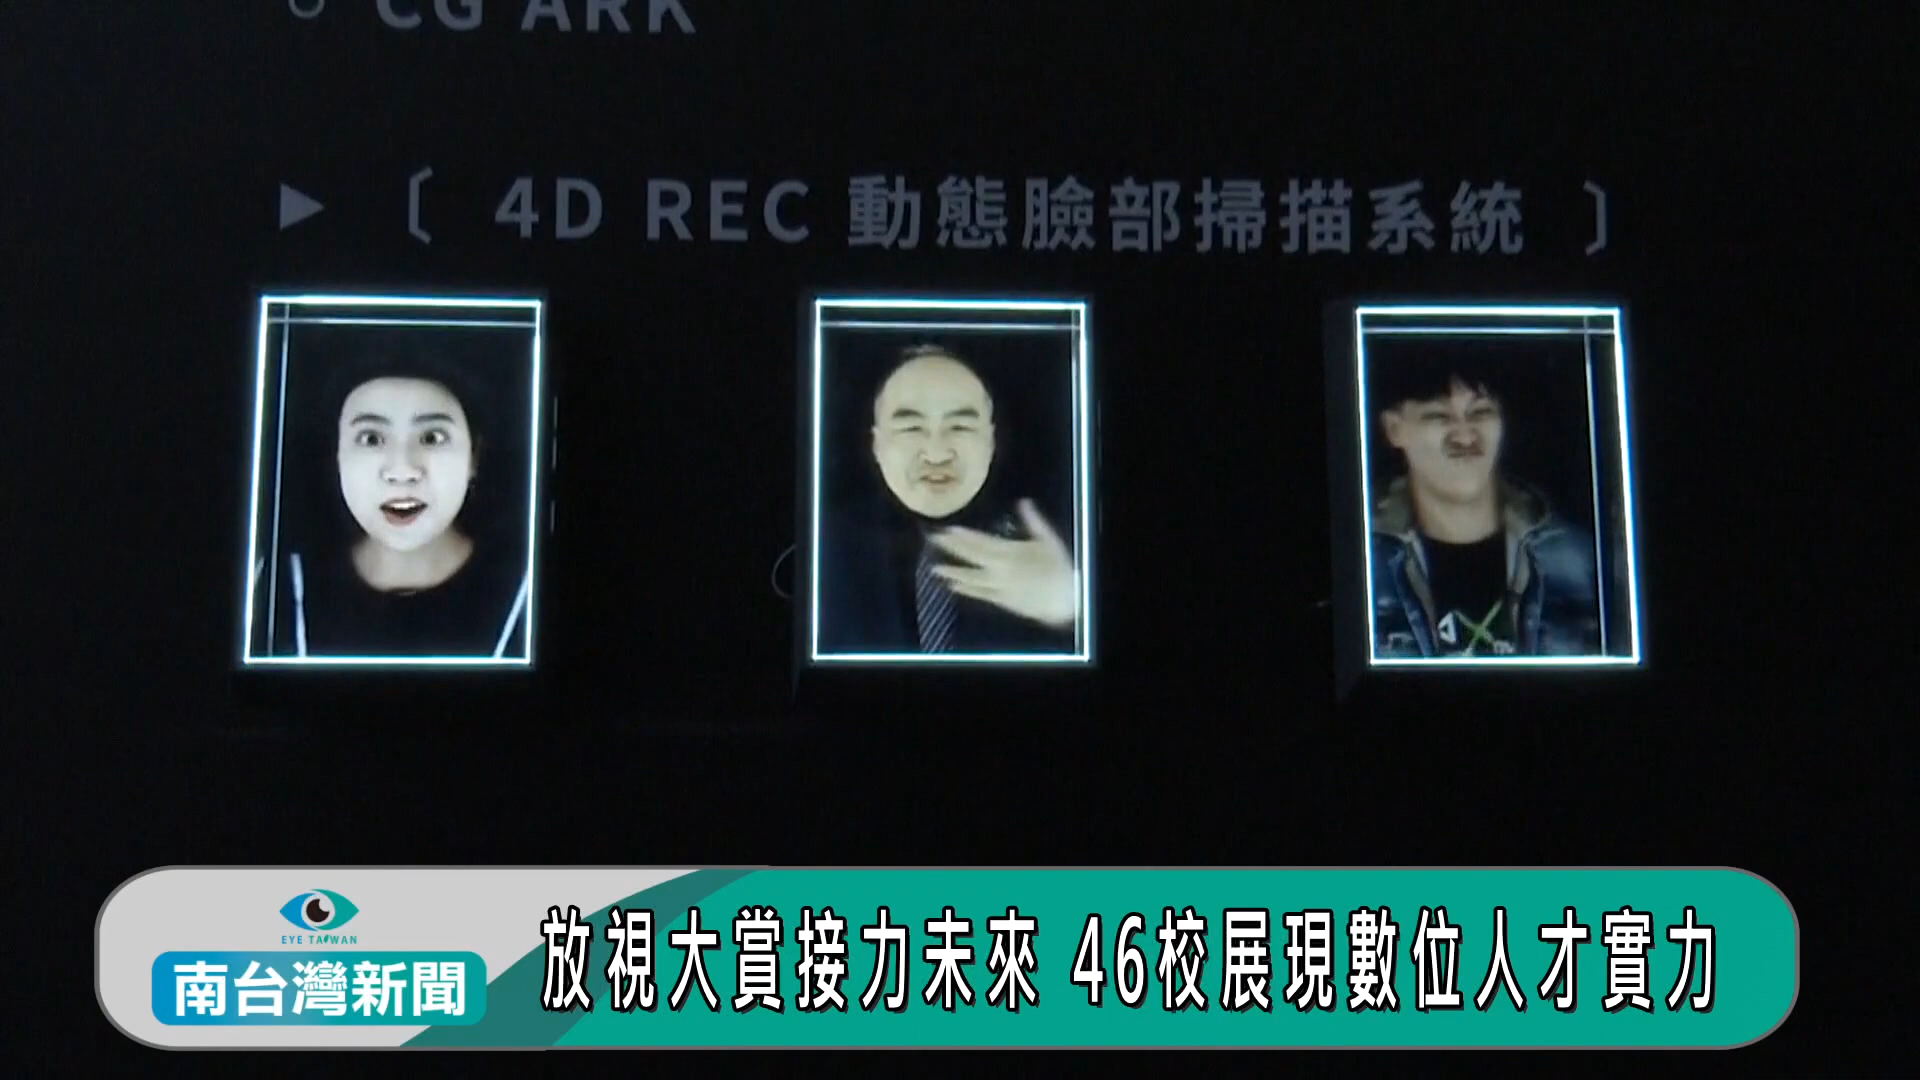 CG ARK
▶〔 4D REC 動態臉部掃描系統 〕
EYE TAIWAN
南台灣新聞
放視大賞接力未來 46校展現數位人才實力